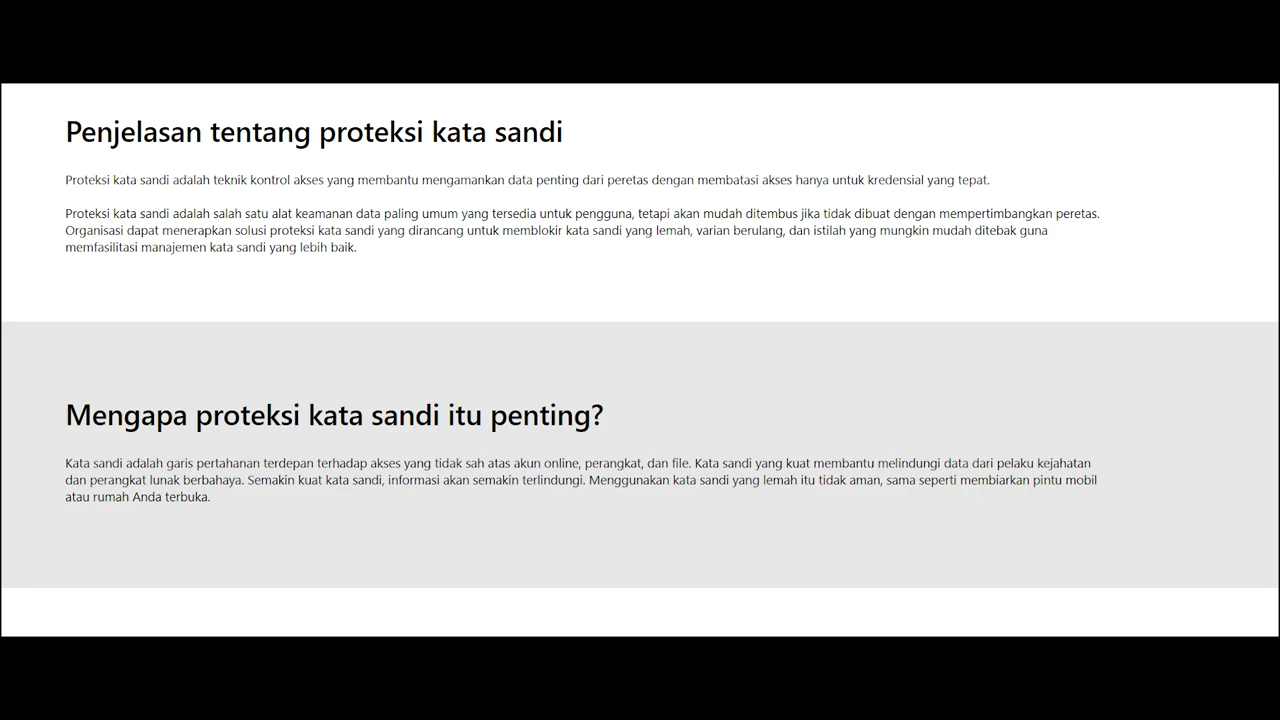 Penjelasan tentang proteksi kata sandi
Proteksi kata sandi adalah teknik kontrol akses yang membantu mengamankan data penting dari peretas dengan membatasi akses hanya untuk kredensial yang tepat.
Proteksi kata sandi adalah salah satu alat keamanan data paling umum yang tersedia untuk pengguna, tetapi akan mudah ditembus jika tidak dibuat dengan mempertimbangkan peretas.
Organisasi dapat menerapkan solusi proteksi kata sandi yang dirancang untuk memblokir kata sandi yang lemah, varian berulang, dan istilah yang mungkin mudah ditebak guna
memfasilitasi manajemen kata sandi yang lebih baik.
Mengapa proteksi kata sandi itu penting?
Kata sandi adalah garis pertahanan terdepan terhadap akses yang tidak sah atas akun online, perangkat, dan file. Kata sandi yang kuat membantu melindungi data dari pelaku kejahatan
dan perangkat lunak berbahaya. Semakin kuat kata sandi, informasi akan semakin terlindungi. Menggunakan kata sandi yang lemah itu tidak aman, sama seperti membiarkan pintu mobil
atau rumah Anda terbuka.